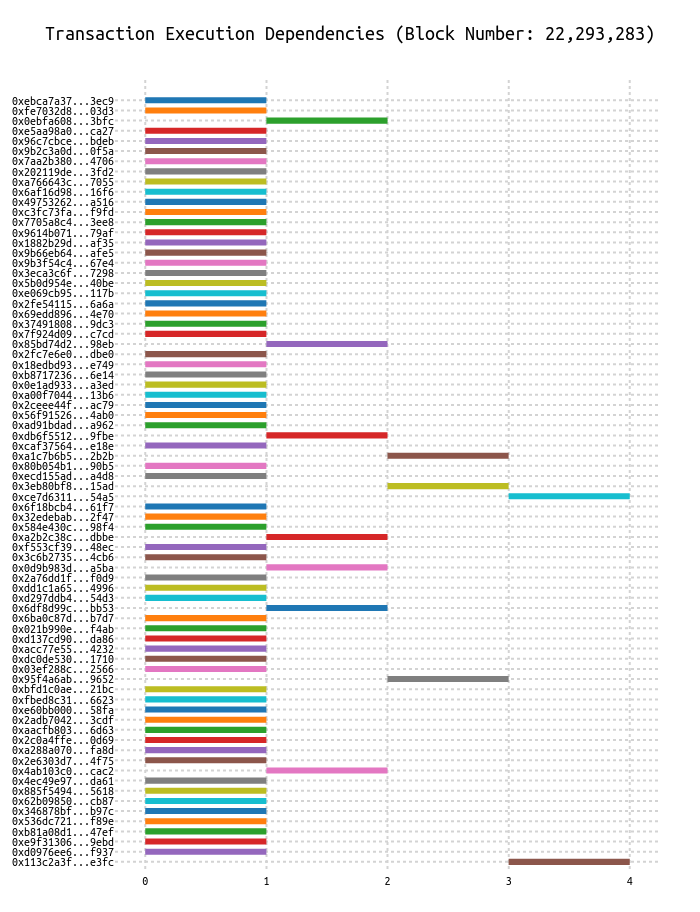 Transaction Execution Dependencies (Block Number: 22,293,283)
0xebca7a37...3ec9
0xfe7032d8...03d3
0x0ebfa608...3bfc
0xe5aa98a0...ca27
0x96c7cbce...bdeb
0x9b2c3a0d...0f5a
0x7aa2b380...4706
0x202119de...3fd2
0xa766643c...7055
0x6af16d98...16f6
0x49753262...a516
0xc3fc73fa...f9fd
0x7705a8c4...3ee8
0x9614b071...79af
0x1882b29d...af35
0x9b66eb64...afe5
0x9b3f54c4...67e4
0x3eca3c6f...7298
0x5b0d954e...40be
0xe069cb95...117b
0x2fe54115...6a6a
0x69edd896...4e70
0x37491808...9dc3
0x7f924d09...c7cd
0x85bd74d2...98eb
0x2fc7e6e0...dbe0
0x18edbd93...e749
0xb8717236...6e14
0x0e1ad933...a3ed
0xa00f7044...13b6
0x2ceee44f...ac79
0x56f91526...4ab0
0xad91bdad...a962
0xdb6f5512...9fbe
0xcaf37564...e18e
0xa1c7b6b5...2b2b
0x80b054b1...90b5
0xecd155ad...a4d8
0x3eb80bf8...15ad
0xce7d6311...54a5
0x6f18bcb4...61f7
0x32edebab...2f47
0x584e430c...98f4
0xa2b2c38c...dbbe
0xf553cf39...48ec
0x3c6b2735...4cb6
0x0d9b983d...a5ba
0x2a76dd1f...f0d9
0xdd1c1a65...4996
0xd297ddb4...54d3
0x6df8d99c...bb53
0x6ba0c87d...b7d7
0x021b990e...f4ab
0xd137cd90...da86
0xacc77e55...4232
0xdc0de530...1710
0x03ef288c...2566
0x95f4a6ab...9652
0xbfd1c0ae...21bc
0xfbed8c31...6623
0xe60bb000...58fa
0x2adb7042...3cdf
0xaacfb803...6d63
0x2c0a4ffe...0d69
0xa288a070...fa8d
0x2e6303d7...4f75
0x4ab103c0...cac2
0x4ec49e97...da61
0x885f5494...5618
0x62b09850...cb87
0x346878bf...b97c
0x536dc721...f89e
0xb81a08d1...47ef
0xe9f31306...9ebd
0xd0976ee6...f937
0x113c2a3f...e3fc
0 1 2 3 4